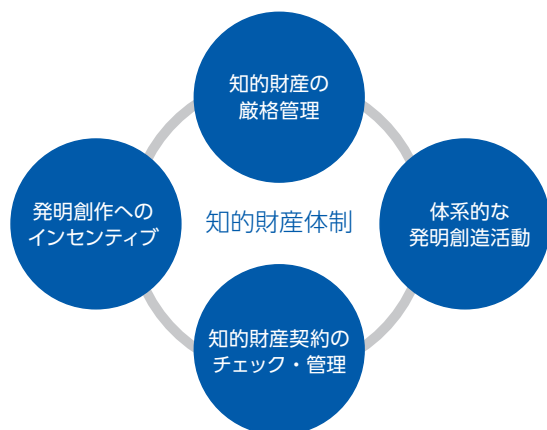 知的財産の
厳格管理
発明創作への
インセンティブ
知的財産体制
体系的な
発明創造活動
知的財産契約の
チェック・管理